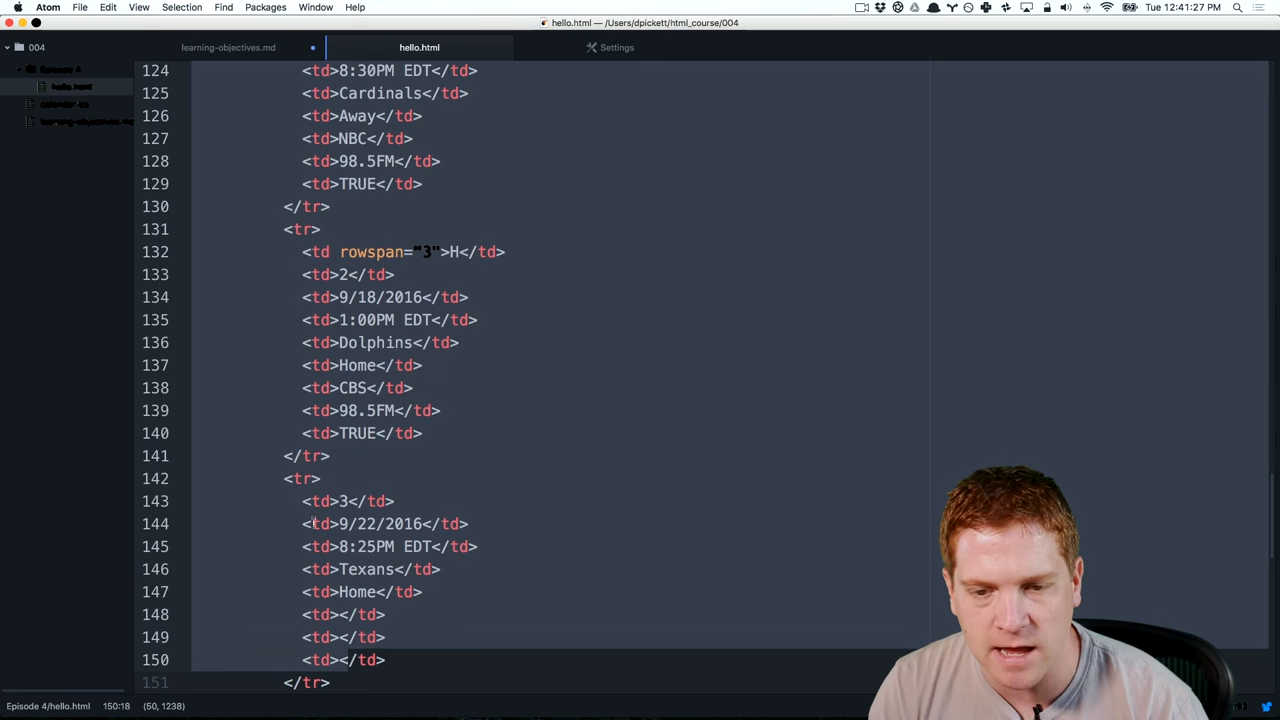 Atom File Edit View Selection Find Packages Window Help
Tue 12:41:27 PM
hello.html — /Users/dpickett/html_course/004
004
learning-objectives.md
hello.html
Settings
Episode 4
hello.html
124 <td>8:30PM EDT</td>
125 <td>Cardinals</td>
126 <td>Away</td>
127 <td>NBC</td>
128 <td>98.5FM</td>
129 <td>TRUE</td>
130 </tr>
131 <tr>
132 <td rowspan="3">H</td>
133 <td>2</td>
134 <td>9/18/2016</td>
135 <td>1:00PM EDT</td>
136 <td>Dolphins</td>
137 <td>Home</td>
138 <td>CBS</td>
139 <td>98.5FM</td>
140 <td>TRUE</td>
141 </tr>
142 <tr>
143 <td>3</td>
144 <td>9/22/2016</td>
145 <td>8:25PM EDT</td>
146 <td>Texans</td>
147 <td>Home</td>
148 <td></td>
149 <td></td>
150 <td></td>
151 </tr>
Episode 4/hello.html 150:18 (50, 1238)